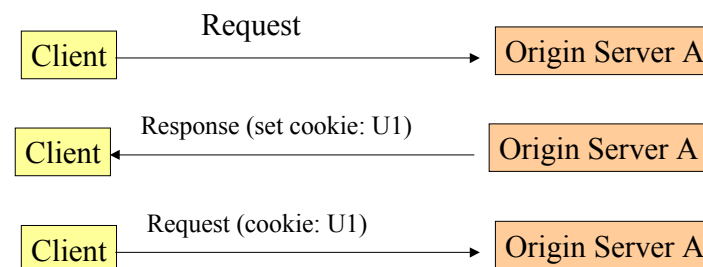 Request
Client
Origin Server A
Response (set cookie: U1)
Client
Origin Server A
Request (cookie: U1)
Client
Origin Server A